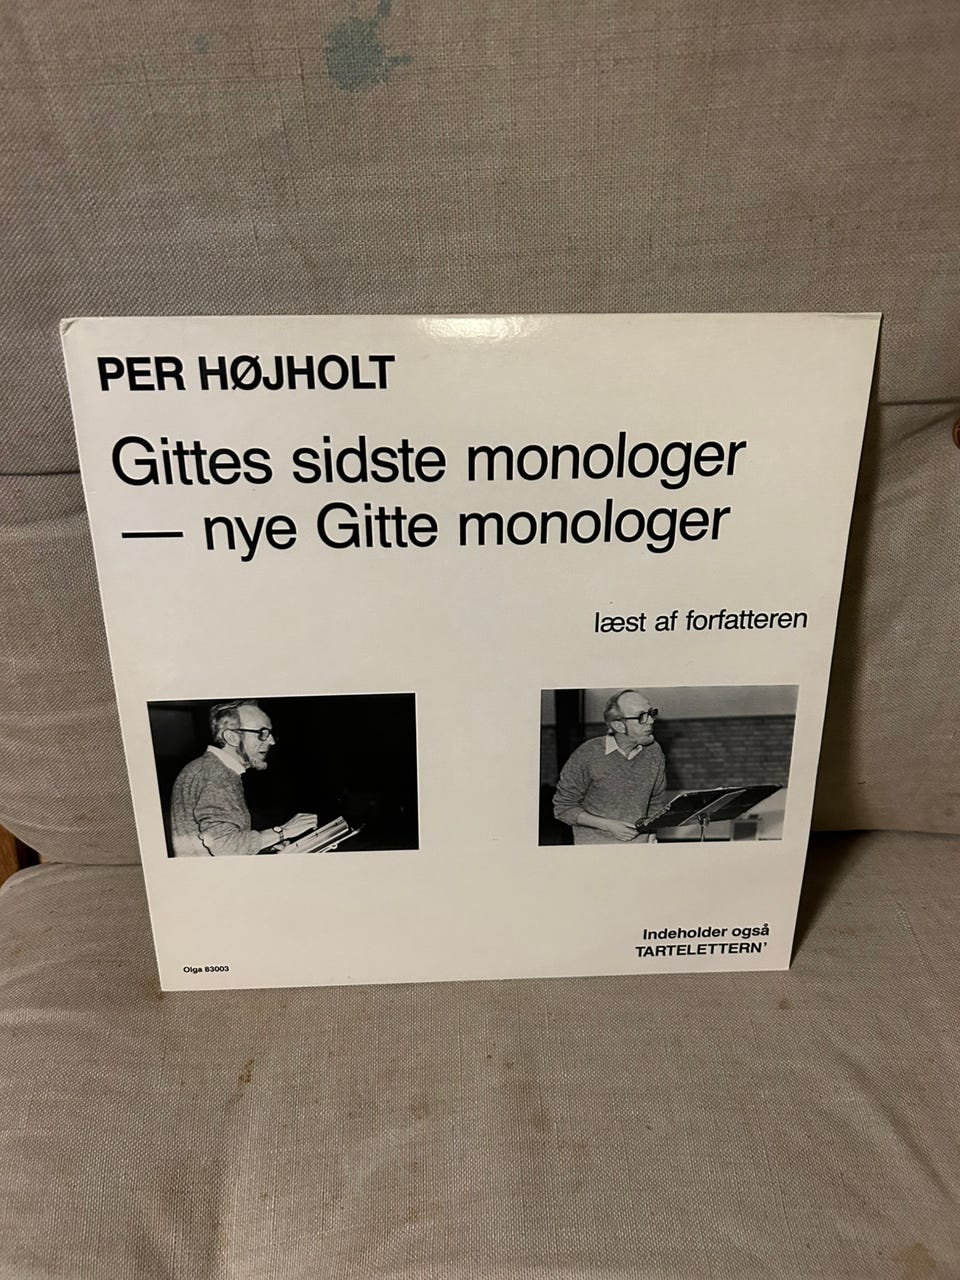 PER HØJHOLT
Gittes sidste monologer
— nye Gitte monologer
læst af forfatteren
Indeholder også
TARTELETTERN'
Olga 83003